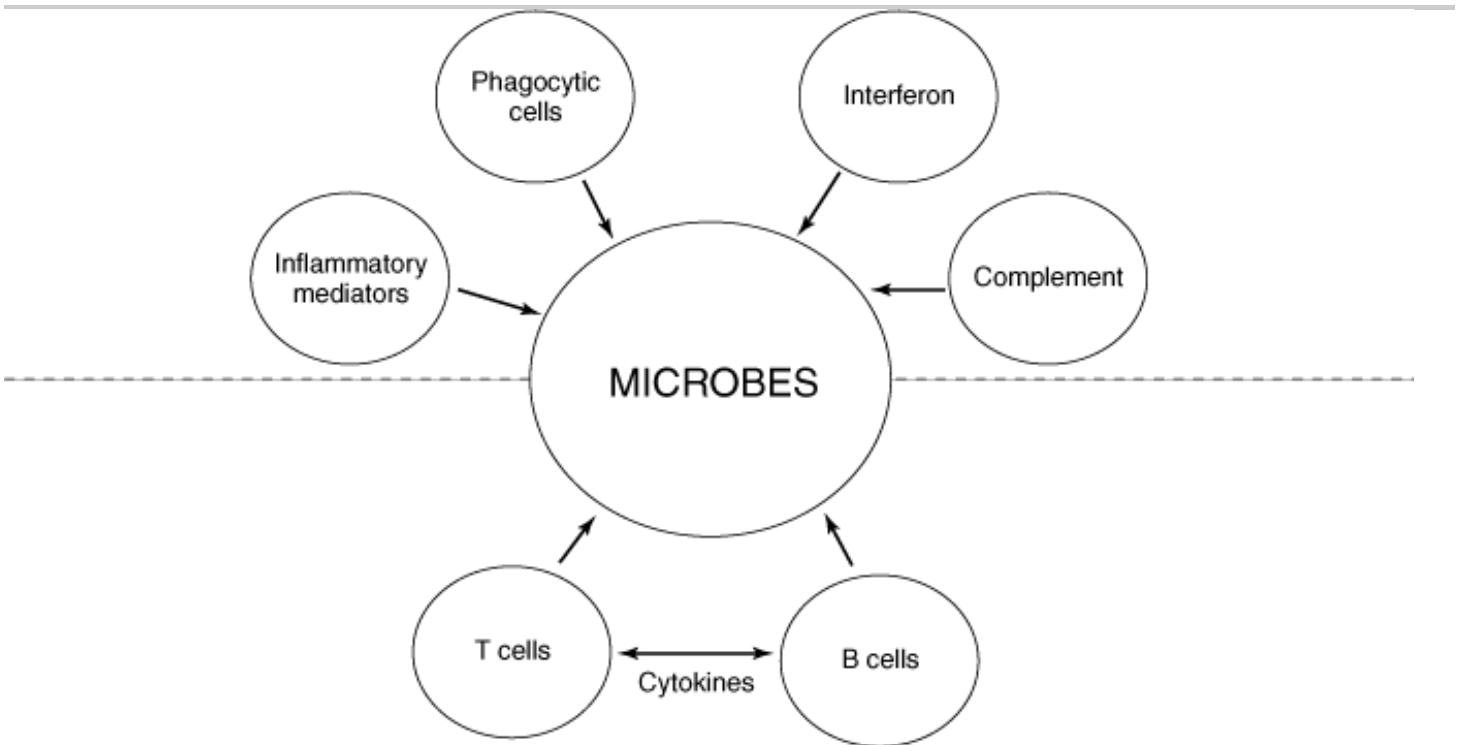 Phagocytic
cells
Interferon
Inflammatory
mediators
Complement
MICROBES
T cells
B cells
Cytokines